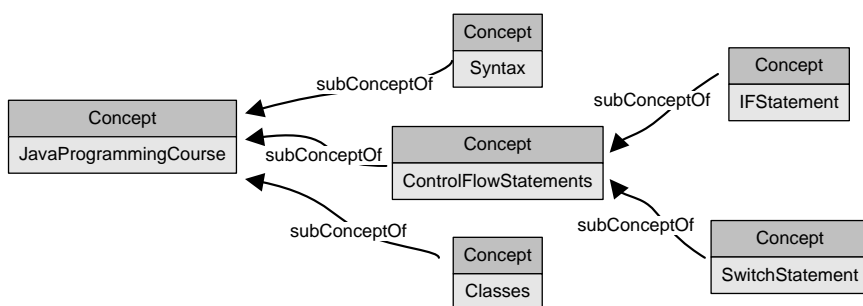 Concept
Syntax
subConceptOf
Concept
IFStatement
subConceptOf
Concept
JavaProgrammingCourse
subConceptOf
Concept
ControlFlowStatements
subConceptOf
Concept
SwitchStatement
subConceptOf
Concept
Classes